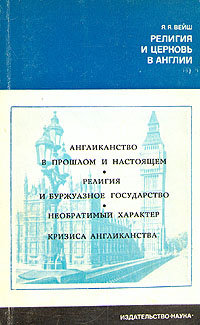 Я. Я. ВЕЙШ
РЕЛИГИЯ
И ЦЕРКОВЬ
В АНГЛИИ
АНГЛИКАНСТВО
В ПРОШЛОМ И НАСТОЯЩЕМ
•
РЕЛИГИЯ
И БУРЖУАЗНОЕ ГОСУДАРСТВО
•
НЕОБРАТИМЫЙ ХАРАКТЕР
КРИЗИСА АНГЛИКАНСТВА
ИЗДАТЕЛЬСТВО «НАУКА»